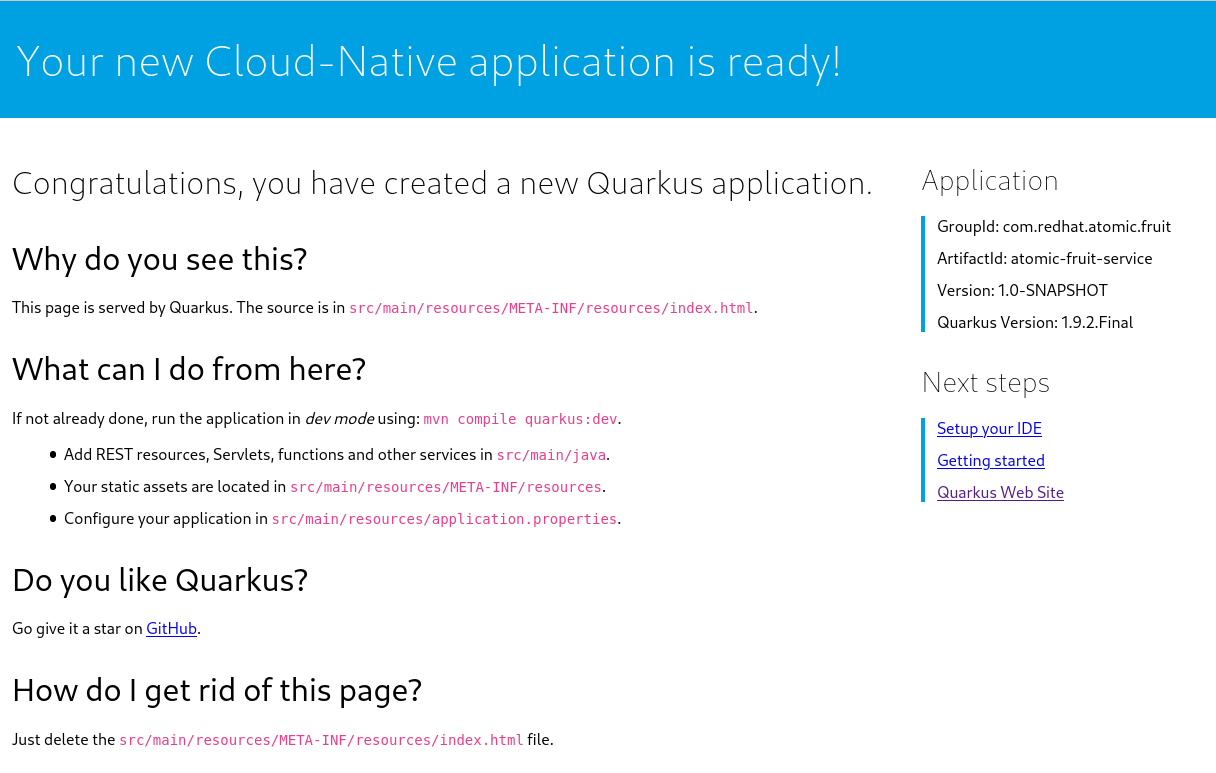 Your new Cloud-Native application is ready!
Congratulations, you have created a new Quarkus application.
Why do you see this?
This page is served by Quarkus. The source is in src/main/resources/META-INF/resources/index.html.
What can I do from here?
If not already done, run the application in dev mode using: mvn compile quarkus:dev.
• Add REST resources, Servlets, functions and other services in src/main/java.
• Your static assets are located in src/main/resources/META-INF/resources.
• Configure your application in src/main/resources/application.properties.
Do you like Quarkus?
Go give it a star on GitHub.
How do I get rid of this page?
Just delete the src/main/resources/META-INF/resources/index.html file.
Application
GroupId: com.redhat.atomic.fruit
ArtifactId: atomic-fruit-service
Version: 1.0-SNAPSHOT
Quarkus Version: 1.9.2.Final
Next steps
Setup your IDE
Getting started
Quarkus Web Site